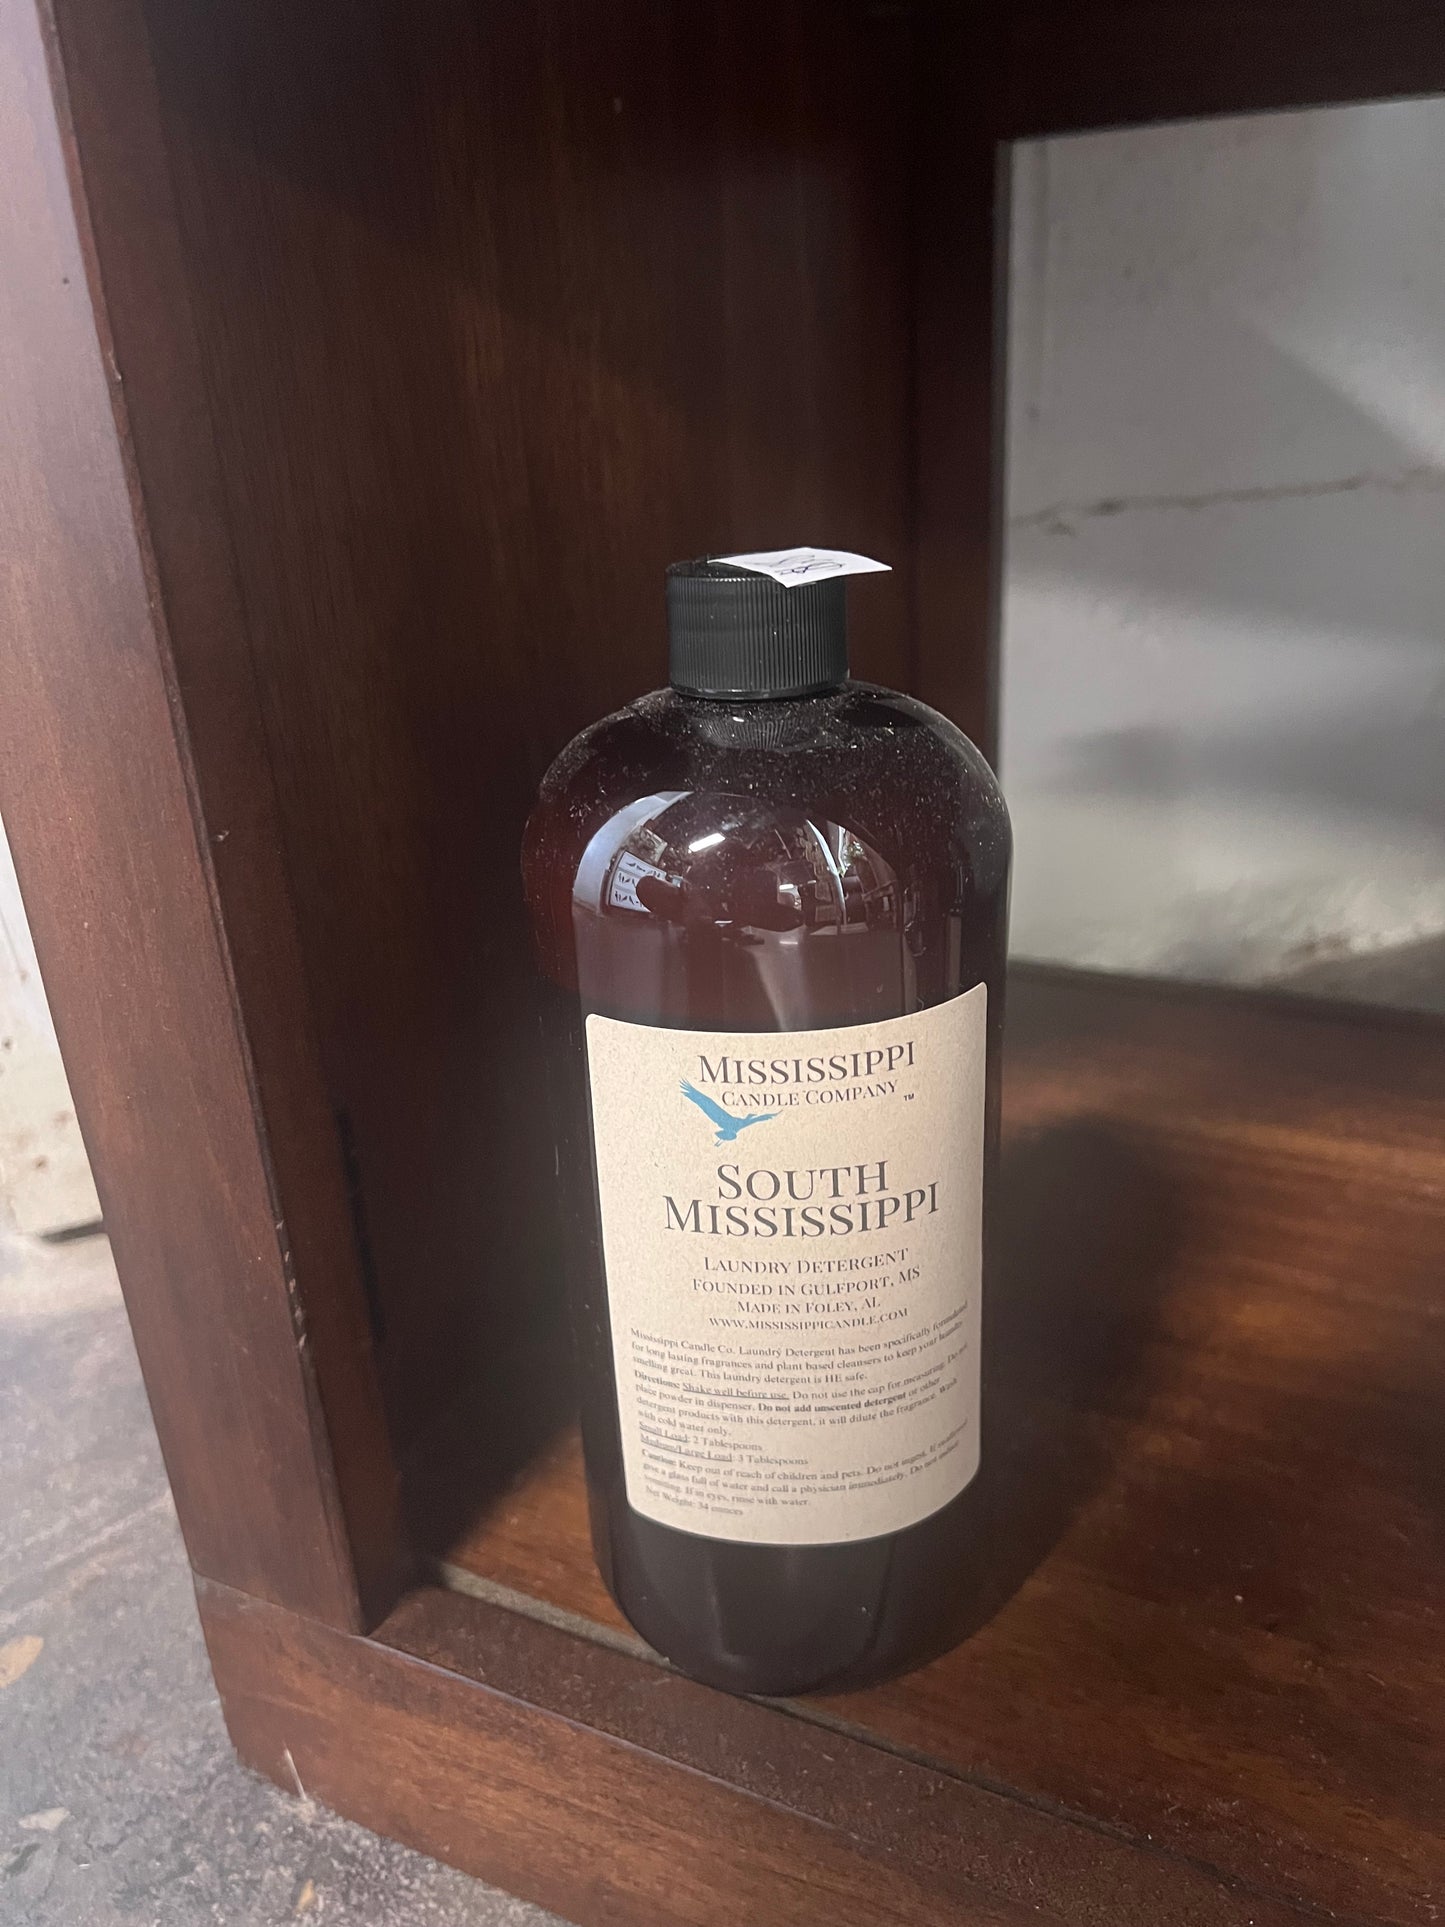 Mississippi
Candle Company ™
South
Mississippi
Laundry Detergent
Founded in Gulfport, MS
Made in Foley, AL
www.mississippicandle.com
Mississippi Candle Co. Laundry Detergent has been specifically formulated
for long lasting fragrances and plant based cleansers to keep your laundry
smelling great. This laundry detergent is HE safe.
Directions: Shake well before use. Do not use the cap for measuring. Do not
place powder in dispenser. Do not add unscented detergent or other
detergent products with this detergent, it will dilute the fragrance. Wash
with cold water only.
Small Load: 2 Tablespoons
Medium/Large Load: 3 Tablespoons
Caution: Keep out of reach of children and pets. Do not ingest. If swallowed
give a glass full of water and call a physician immediately. Do not induce
vomiting. If in eyes, rinse with water.
Net Weight: 34 ounces